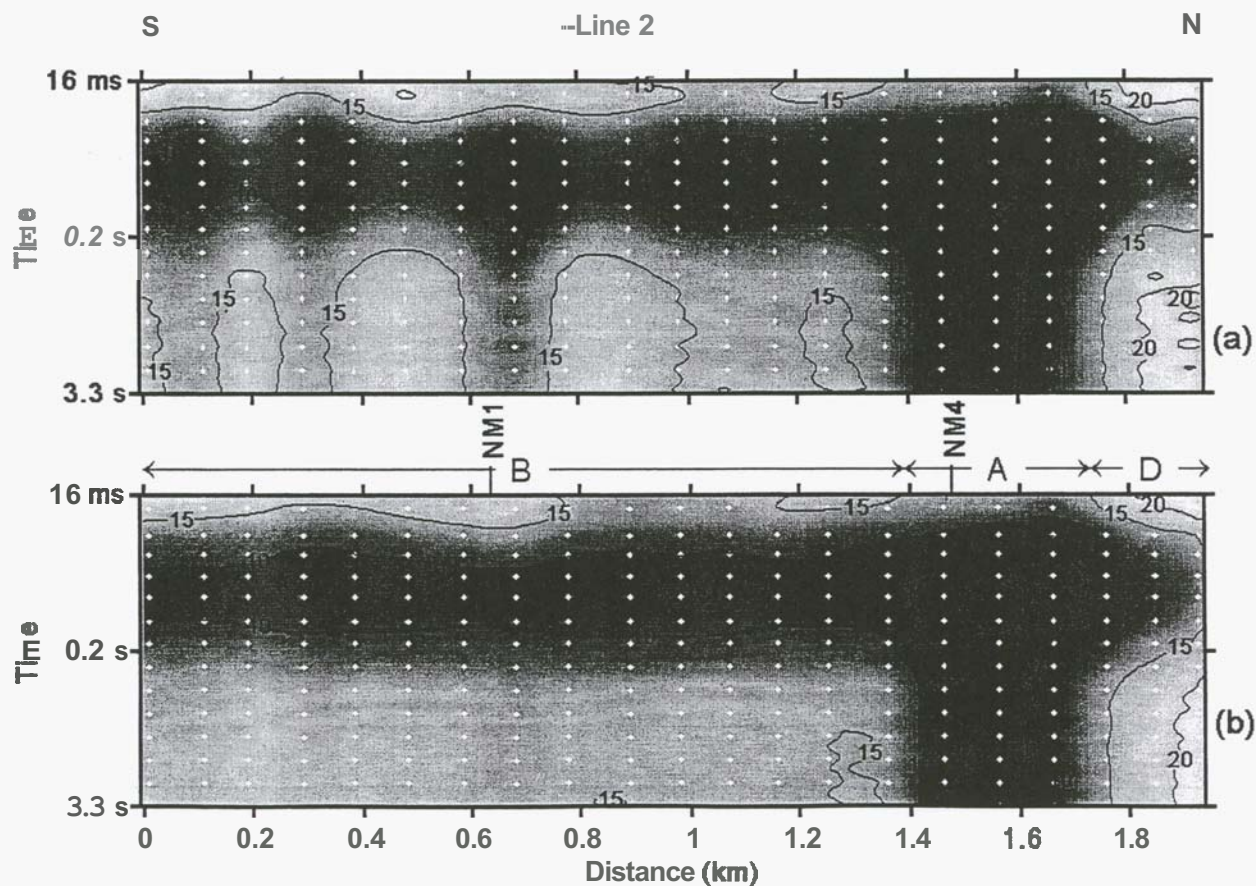 S --Line 2 N
16 ms 15 15 15 20
Time
0.2 s 15
15 15 15 20
15 15 20
3.3 s (a)
NM1 NM4
B A D
16 ms 15 15 15 15 20
Time
0.2 s 15
(b)
15 20
3.3 s 15 15
0 0.2 0.4 0.6 0.8 1 1.2 1.4 1.6 1.8
Distance (km)